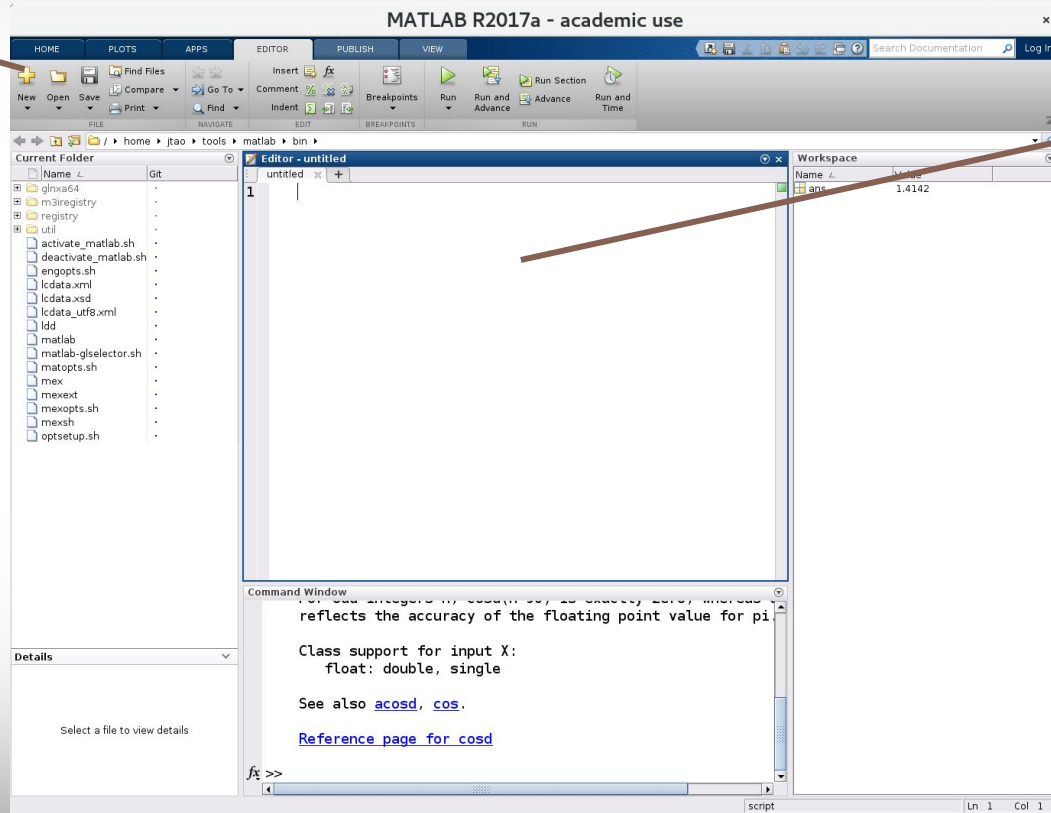 MATLAB R2017a - academic use ×
HOME PLOTS APPS EDITOR PUBLISH VIEW Search Documentation Log In
New Open Save Find Files Compare Print
Go To Find
Insert fx Comment Indent
Breakpoints
Run Run and Advance Run Section Advance Run and Time
FILE NAVIGATE EDIT BREAKPOINTS RUN
/ home jtao tools matlab bin
Current Folder
Name Git
glnxa64
m3iregistry
registry
util
activate_matlab.sh
deactivate_matlab.sh
engopts.sh
lcdata.xml
lcdata.xsd
lcdata_utf8.xml
ldd
matlab
matlab-glselector.sh
matopts.sh
mex
mexext
mexopts.sh
mexsh
optsetup.sh
Details
Select a file to view details
Editor - untitled
untitled × +
1
Command Window
reflects the accuracy of the floating point value for pi.
Class support for input X:
float: double, single
See also acosd, cos.
Reference page for cosd
fx >>
Workspace
Name Value
ans 1.4142
script Ln 1 Col 1